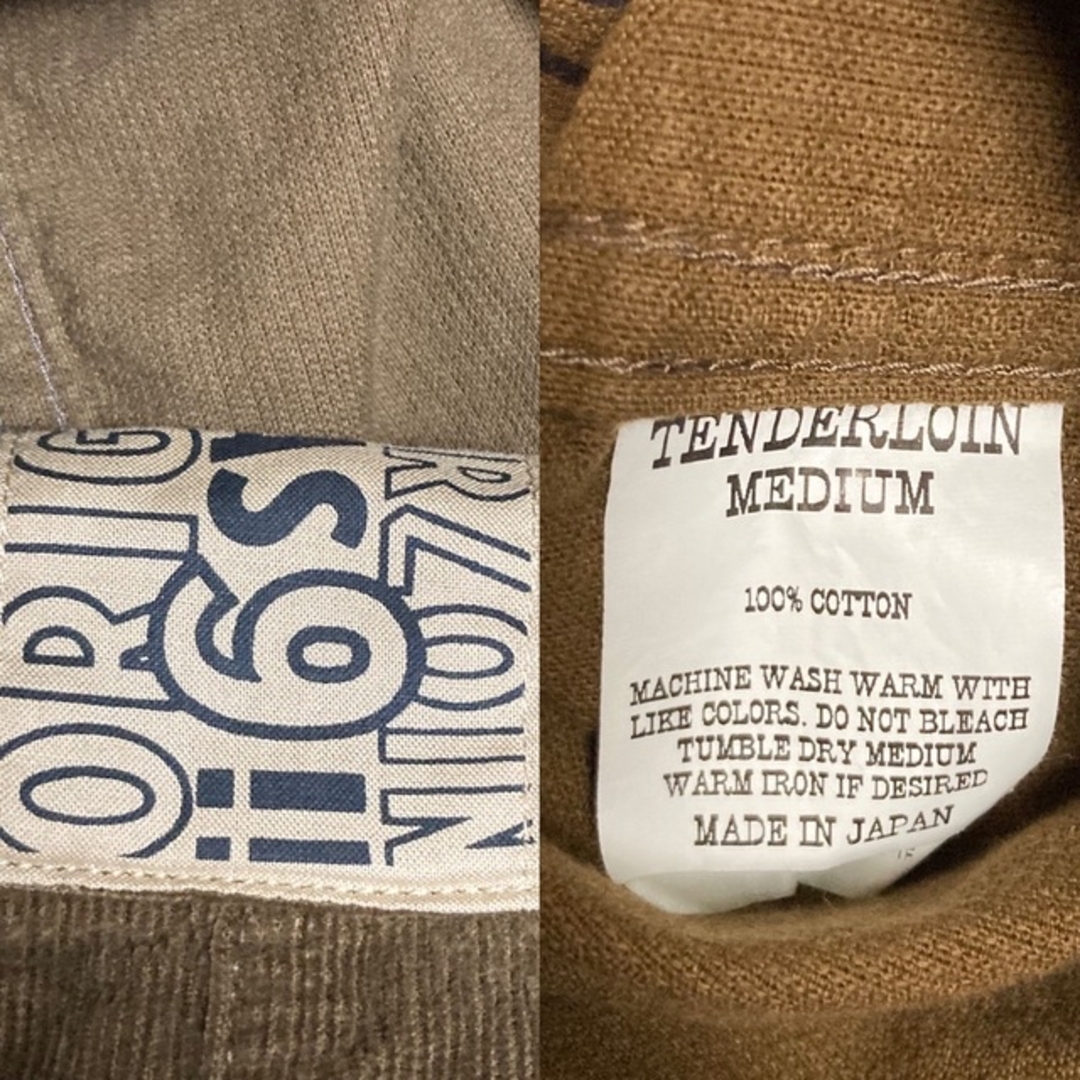 ORIG
TENDERLOIN
MEDIUM
100% COTTON
MACHINE WASH WARM WITH
LIKE COLORS. DO NOT BLEACH
TUMBLE DRY MEDIUM
WARM IRON IF DESIRED
MADE IN JAPAN